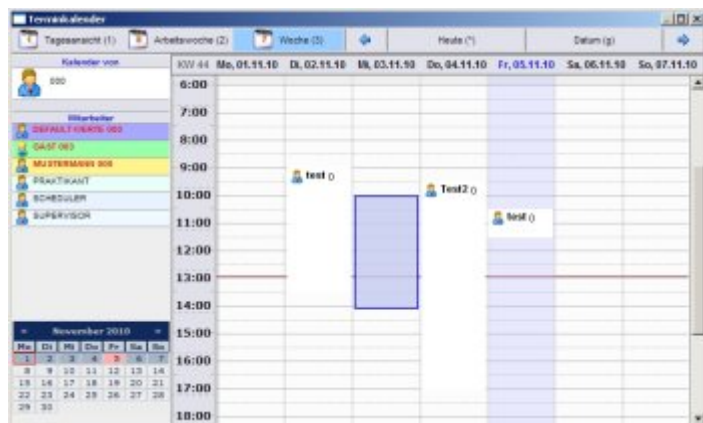 Terminkalender
Tagesansicht (1) Arbeitswoche (2) Woche (3) Heute (*) Datum (g)
Kalender von
000
KW 44 Mo, 01.11.10 Di, 02.11.10 Mi, 03.11.10 Do, 04.11.10 Fr, 05.11.10 Sa, 06.11.10 So, 07.11.10
Mitarbeiter
DEFAULT 003
GAST 003
MUSTERMANN 000
PRAKTIKANT
SCHEDULER
SUPERVISOR
6:00
7:00
8:00
9:00
10:00
11:00
12:00
13:00
14:00
15:00
16:00
17:00
18:00
test ()
Test2 ()
test ()
« November 2010 »
Mo Di Mi Do Fr Sa So
1 2 3 4 5 6 7
8 9 10 11 12 13 14
15 16 17 18 19 20 21
22 23 24 25 26 27 28
29 30